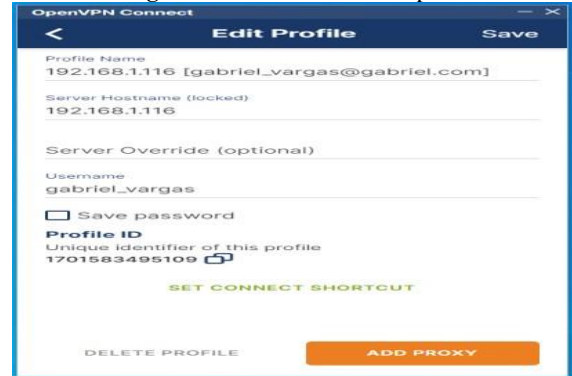 OpenVPN Connect
Edit Profile Save
Profile Name
192.168.1.116 [gabriel_vargas@gabriel.com]
Server Hostname (locked)
192.168.1.116
Server Override (optional)
Username
gabriel_vargas
Save password
Profile ID
Unique identifier of this profile
1701583495109
SET CONNECT SHORTCUT
DELETE PROFILE ADD PROXY